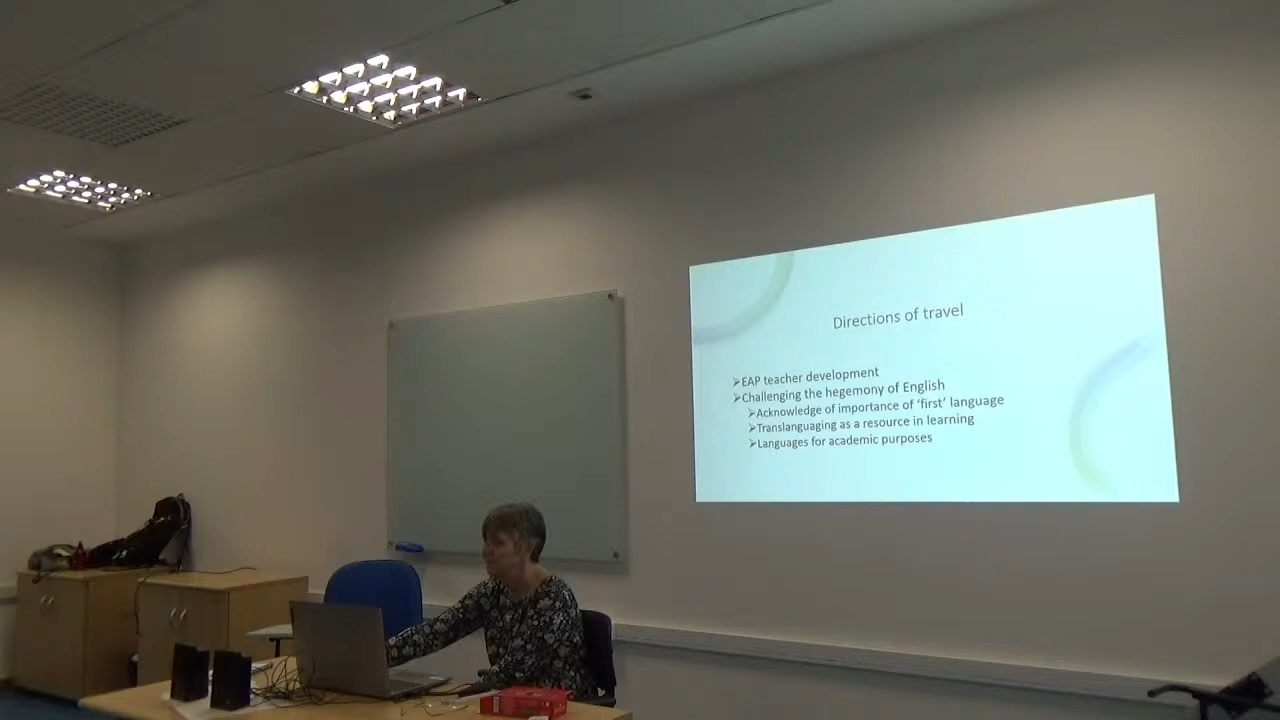 Directions of travel
➢EAP teacher development
➢Challenging the hegemony of English
➢Acknowledge of importance of ‘first’ language
➢Translanguaging as a resource in learning
➢Languages for academic purposes